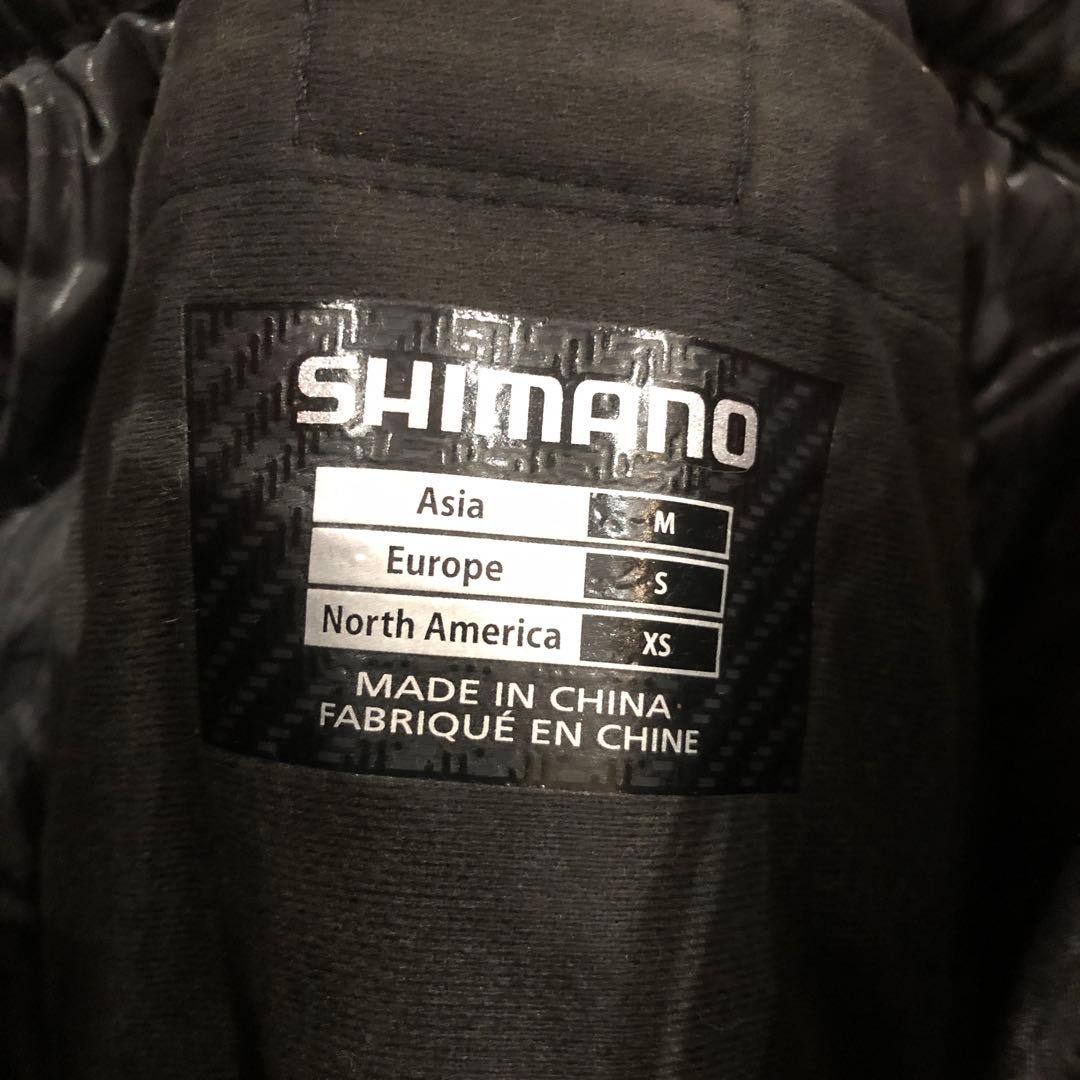 SHIMANO
Asia M
Europe S
North America XS
MADE IN CHINA
FABRIQUÉ EN CHINE